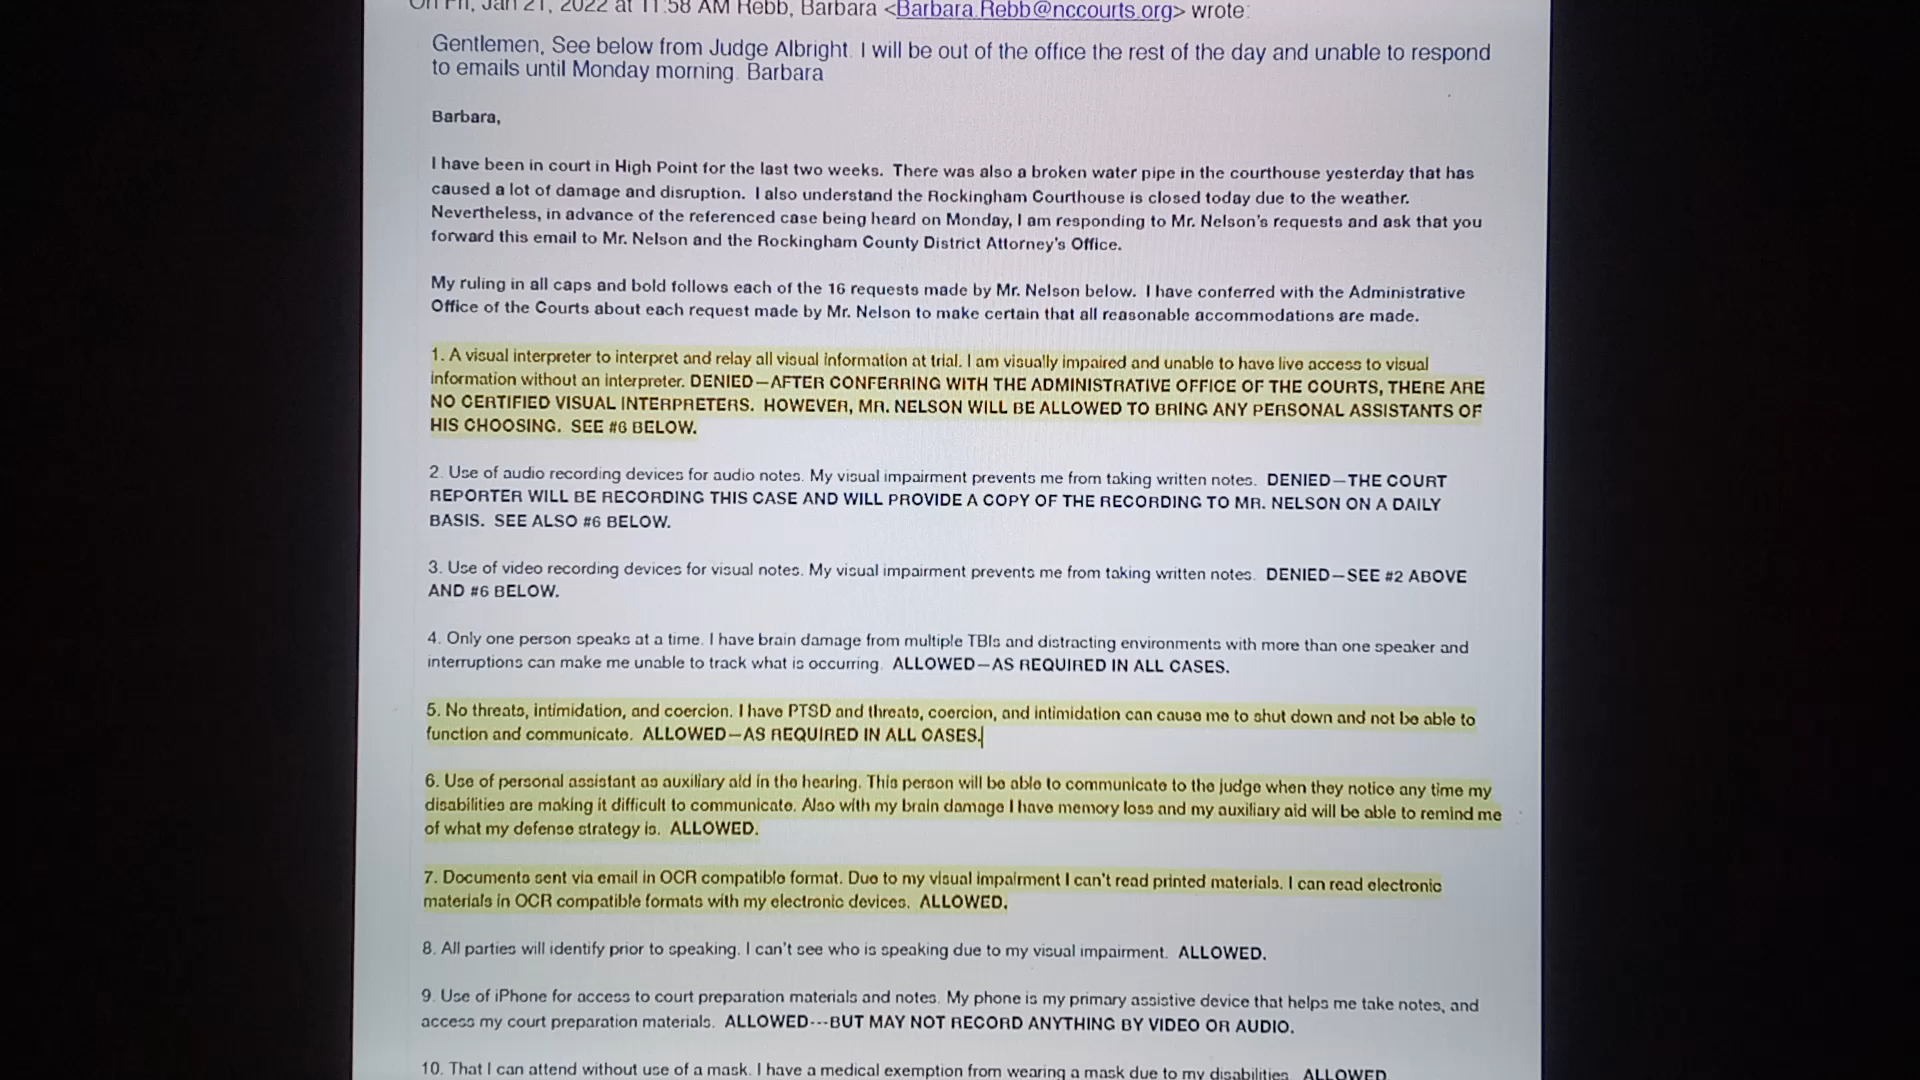 On Fri, Jan 21, 2022 at 11:58 AM Rebb, Barbara <Barbara.Rebb@nccourts.org> wrote:
Gentlemen, See below from Judge Albright. I will be out of the office the rest of the day and unable to respond
to emails until Monday morning. Barbara
Barbara,
I have been in court in High Point for the last two weeks. There was also a broken water pipe in the courthouse yesterday that has
caused a lot of damage and disruption. I also understand the Rockingham Courthouse is closed today due to the weather.
Nevertheless, in advance of the referenced case being heard on Monday, I am responding to Mr. Nelson's requests and ask that you
forward this email to Mr. Nelson and the Rockingham County District Attorney's Office.
My ruling in all caps and bold follows each of the 16 requests made by Mr. Nelson below. I have conferred with the Administrative
Office of the Courts about each request made by Mr. Nelson to make certain that all reasonable accommodations are made.
1. A visual interpreter to interpret and relay all visual information at trial. I am visually impaired and unable to have live access to visual
information without an interpreter. DENIED—AFTER CONFERRING WITH THE ADMINISTRATIVE OFFICE OF THE COURTS, THERE ARE
NO CERTIFIED VISUAL INTERPRETERS. HOWEVER, MR. NELSON WILL BE ALLOWED TO BRING ANY PERSONAL ASSISTANTS OF
HIS CHOOSING. SEE #6 BELOW.
2. Use of audio recording devices for audio notes. My visual impairment prevents me from taking written notes. DENIED—THE COURT
REPORTER WILL BE RECORDING THIS CASE AND WILL PROVIDE A COPY OF THE RECORDING TO MR. NELSON ON A DAILY
BASIS. SEE ALSO #6 BELOW.
3. Use of video recording devices for visual notes. My visual impairment prevents me from taking written notes. DENIED—SEE #2 ABOVE
AND #6 BELOW.
4. Only one person speaks at a time. I have brain damage from multiple TBIs and distracting environments with more than one speaker and
interruptions can make me unable to track what is occurring. ALLOWED—AS REQUIRED IN ALL CASES.
5. No threats, intimidation, and coercion. I have PTSD and threats, coercion, and intimidation can cause me to shut down and not be able to
function and communicate. ALLOWED—AS REQUIRED IN ALL CASES.
6. Use of personal assistant as auxiliary aid in the hearing. This person will be able to communicate to the judge when they notice any time my
disabilities are making it difficult to communicate. Also with my brain damage I have memory loss and my auxiliary aid will be able to remind me
of what my defense strategy is. ALLOWED.
7. Documents sent via email in OCR compatible format. Due to my visual impairment I can't read printed materials. I can read electronic
materials in OCR compatible formats with my electronic devices. ALLOWED.
8. All parties will identify prior to speaking. I can't see who is speaking due to my visual impairment. ALLOWED.
9. Use of iPhone for access to court preparation materials and notes. My phone is my primary assistive device that helps me take notes, and
access my court preparation materials. ALLOWED---BUT MAY NOT RECORD ANYTHING BY VIDEO OR AUDIO.
10. That I can attend without use of a mask. I have a medical exemption from wearing a mask due to my disabilities. ALLOWED